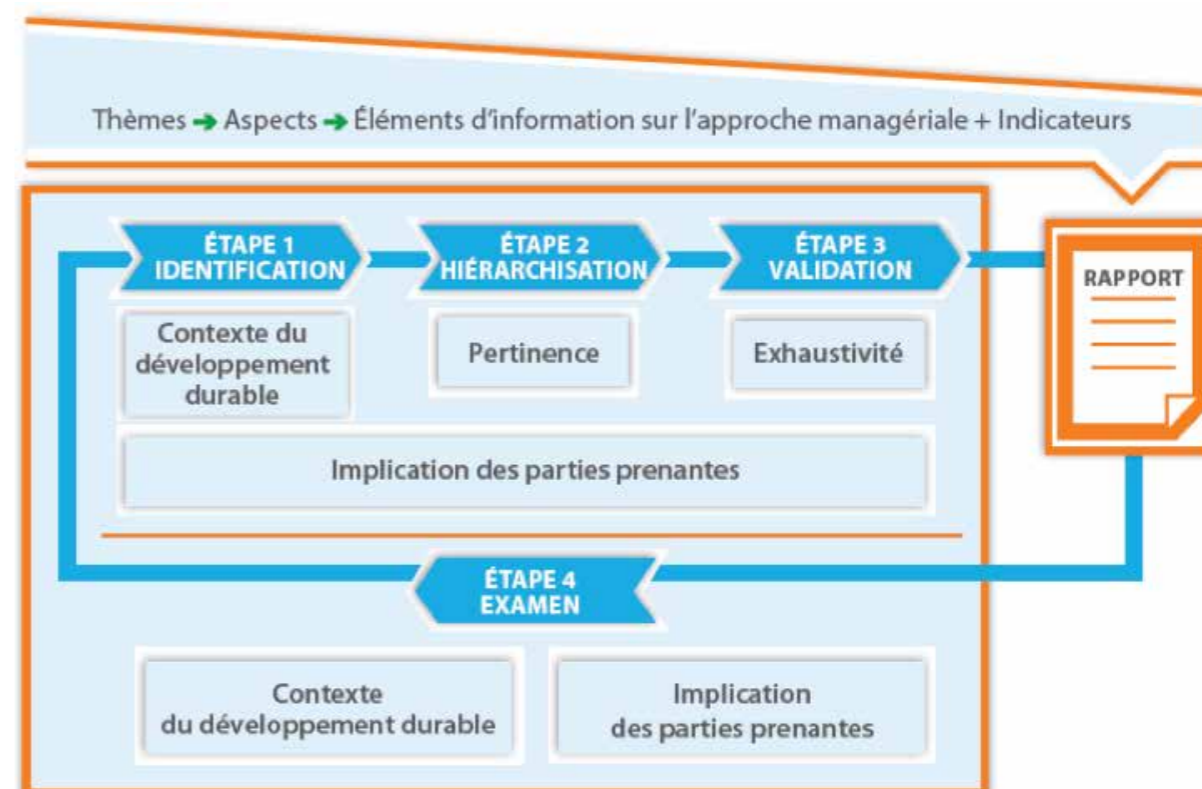 Thèmes ➔ Aspects ➔ Éléments d'information sur l'approche managériale + Indicateurs
ÉTAPE 1
IDENTIFICATION
ÉTAPE 2
HIÉRARCHISATION
ÉTAPE 3
VALIDATION
RAPPORT
Contexte du
développement
durable
Pertinence
Exhaustivité
Implication des parties prenantes
ÉTAPE 4
EXAMEN
Contexte
du développement durable
Implication
des parties prenantes